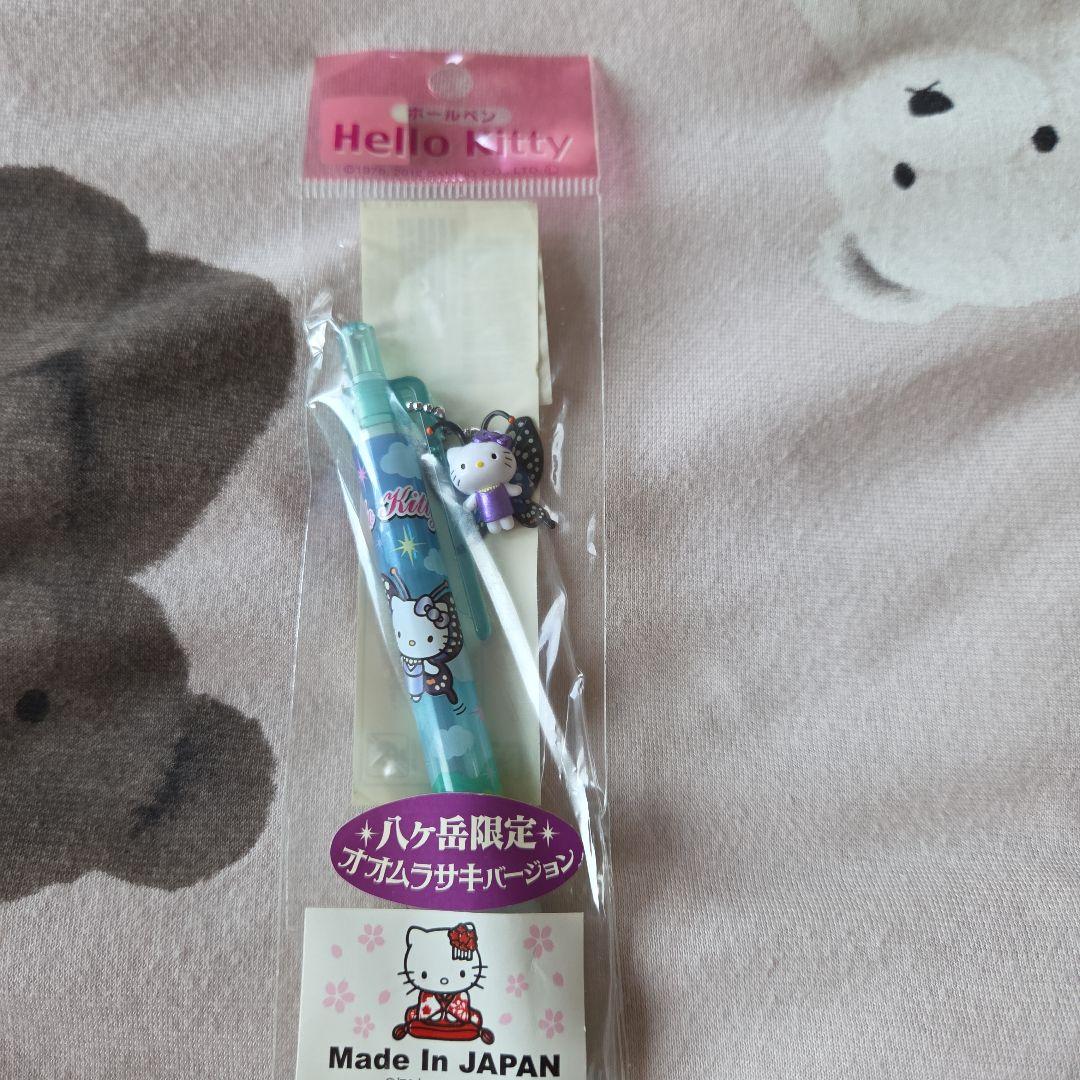 ボールペン
Hello Kitty
Kitty
八ヶ岳限定
オオムラサキバージョン
Made In JAPAN